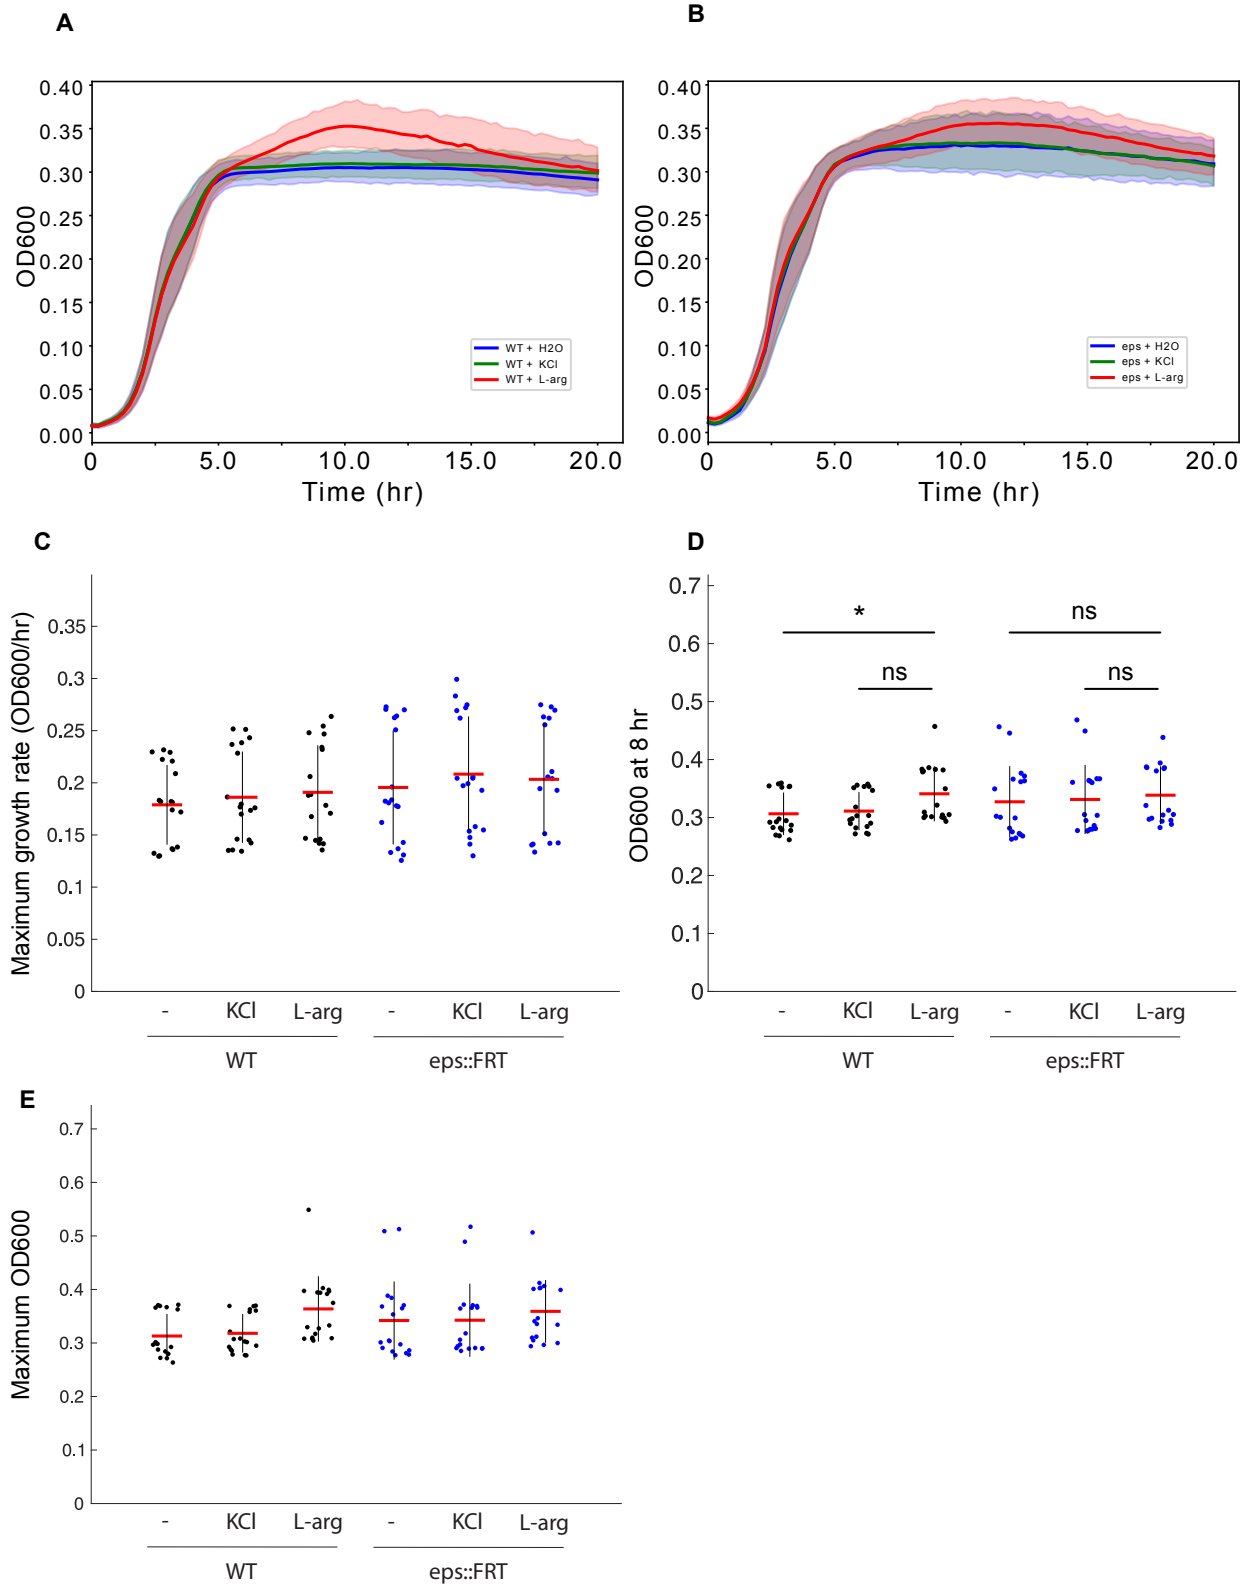 A
OD600
0.40
0.35
0.30
0.25
0.20
0.15
0.10
0.05
0.00
WT + H2O
WT + KCl
WT + L-arg
0 5.0 10.0 15.0 20.0
Time (hr)
B
OD600
0.40
0.35
0.30
0.25
0.20
0.15
0.10
0.05
0.00
eps + H2O
eps + KCl
eps + L-arg
0 5.0 10.0 15.0 20.0
Time (hr)
C
Maximum growth rate (OD600/hr)
0.35
0.3
0.25
0.2
0.15
0.1
0.05
0
- KCl L-arg - KCl L-arg
WT eps::FRT
D
OD600 at 8 hr
0.7
0.6
0.5
0.4
0.3
0.2
0.1
0
* ns
ns ns
- KCl L-arg - KCl L-arg
WT eps::FRT
E
Maximum OD600
0.7
0.6
0.5
0.4
0.3
0.2
0.1
0
- KCl L-arg - KCl L-arg
WT eps::FRT